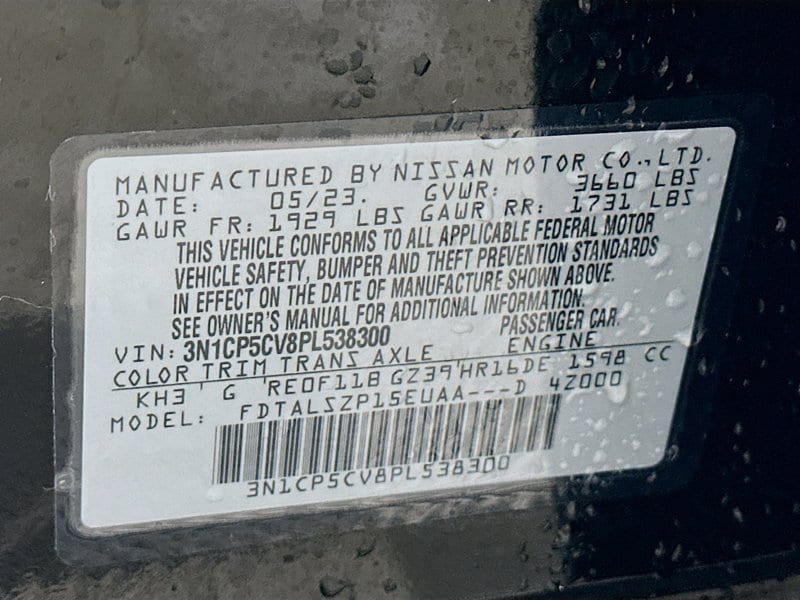 MANUFACTURED BY NISSAN MOTOR CO., LTD.
DATE: 05/23. GVWR: 3660 LBS
GAWR FR: 1929 LBS GAWR RR: 1731 LBS
THIS VEHICLE CONFORMS TO ALL APPLICABLE FEDERAL MOTOR
VEHICLE SAFETY, BUMPER AND THEFT PREVENTION STANDARDS
IN EFFECT ON THE DATE OF MANUFACTURE SHOWN ABOVE.
SEE OWNER'S MANUAL FOR ADDITIONAL INFORMATION.
VIN: 3N1CP5CV8PL538300 PASSENGER CAR.
COLOR TRIM TRANS AXLE ENGINE
KH3 ' G 'RE0F11B GZ39'HR16DE 1598 CC
MODEL: FDTALSZP15EUAA---D 4Z000
3N1CP5CV8PL538300